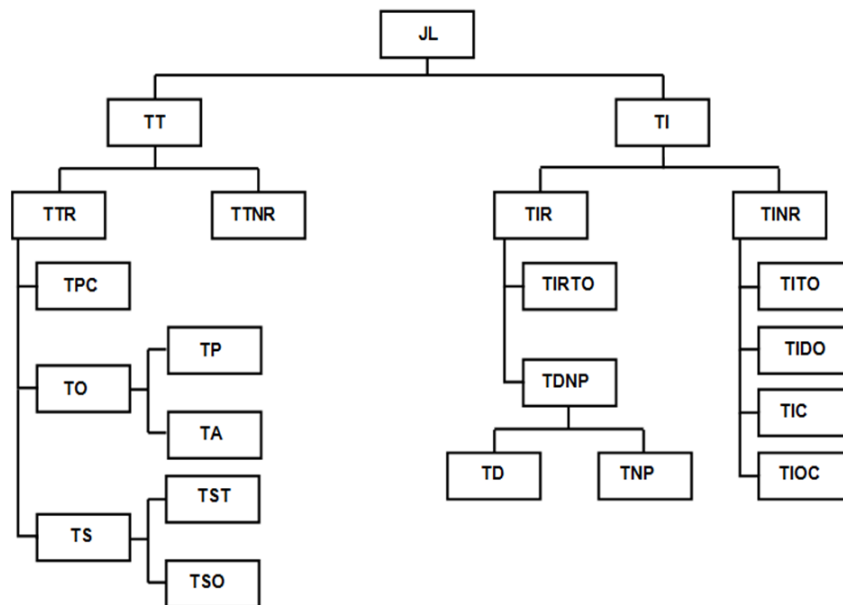 JL
TT
TI
TTR
TTNR
TIR
TINR
TPC
TIRTO
TITO
TP
TIDO
TO
TDNP
TA
TIC
TD
TNP
TIOC
TST
TS
TSO